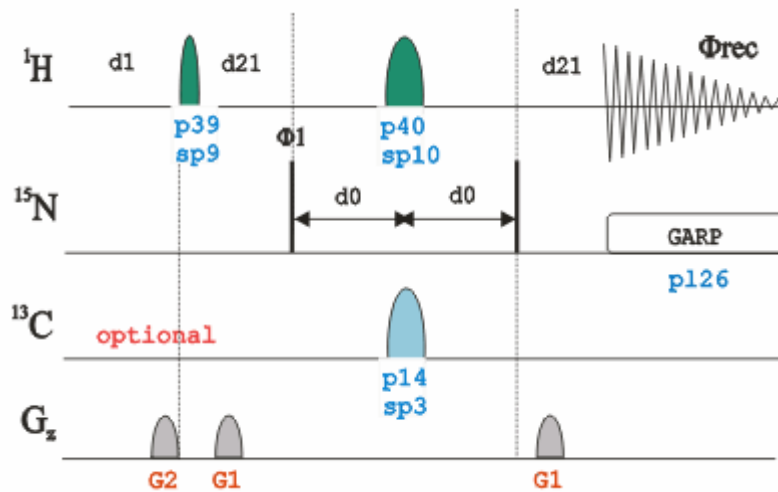 ¹H d1 d21 d21 Φrec
p39 p40
sp9 Φ1 sp10
¹⁵N d0 d0
GARP
pl26
¹³C optional
p14
sp3
G_z
G2 G1 G1